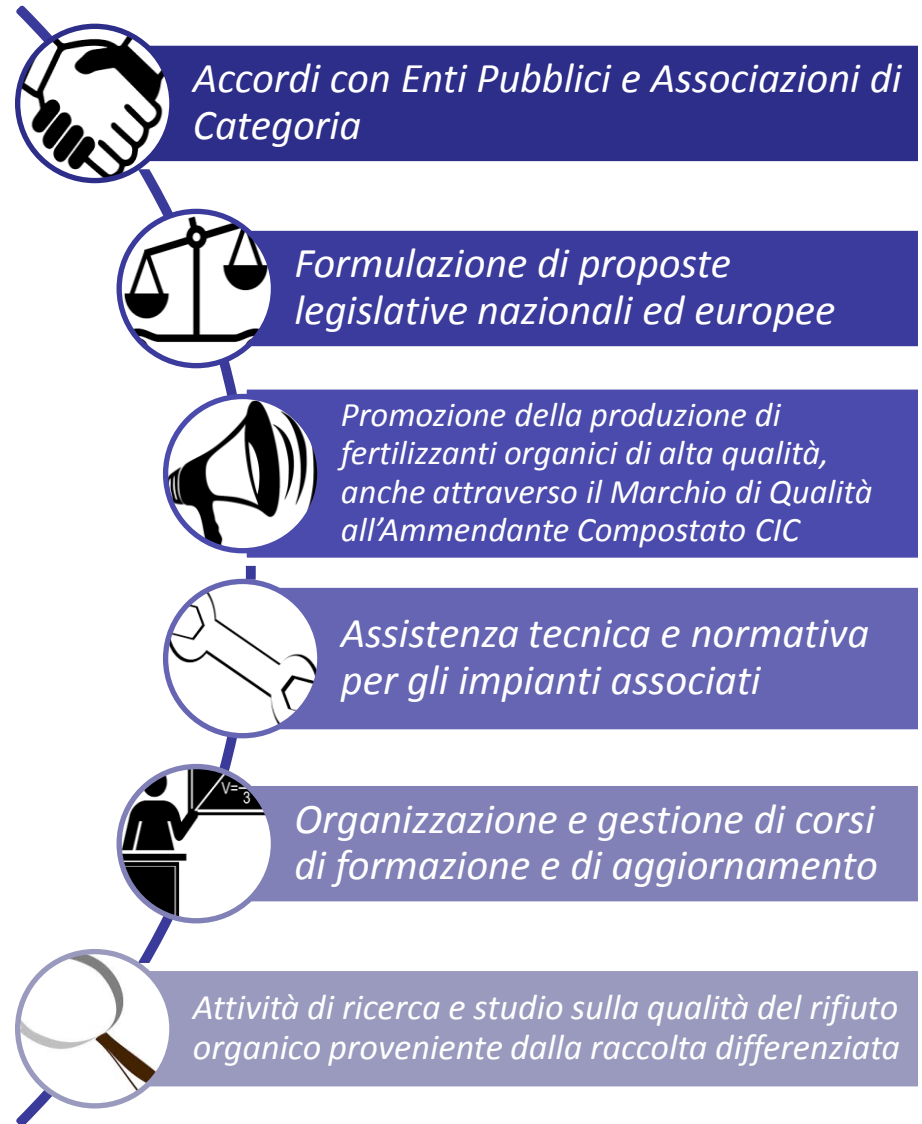 Accordi con Enti Pubblici e Associazioni di
Categoria
Formulazione di proposte
legislative nazionali ed europee
Promozione della produzione di
fertilizzanti organici di alta qualità,
anche attraverso il Marchio di Qualità
all’Ammendante Compostato CIC
Assistenza tecnica e normativa
per gli impianti associati
V=
3
Organizzazione e gestione di corsi
di formazione e di aggiornamento
Attività di ricerca e studio sulla qualità del rifiuto
organico proveniente dalla raccolta differenziata